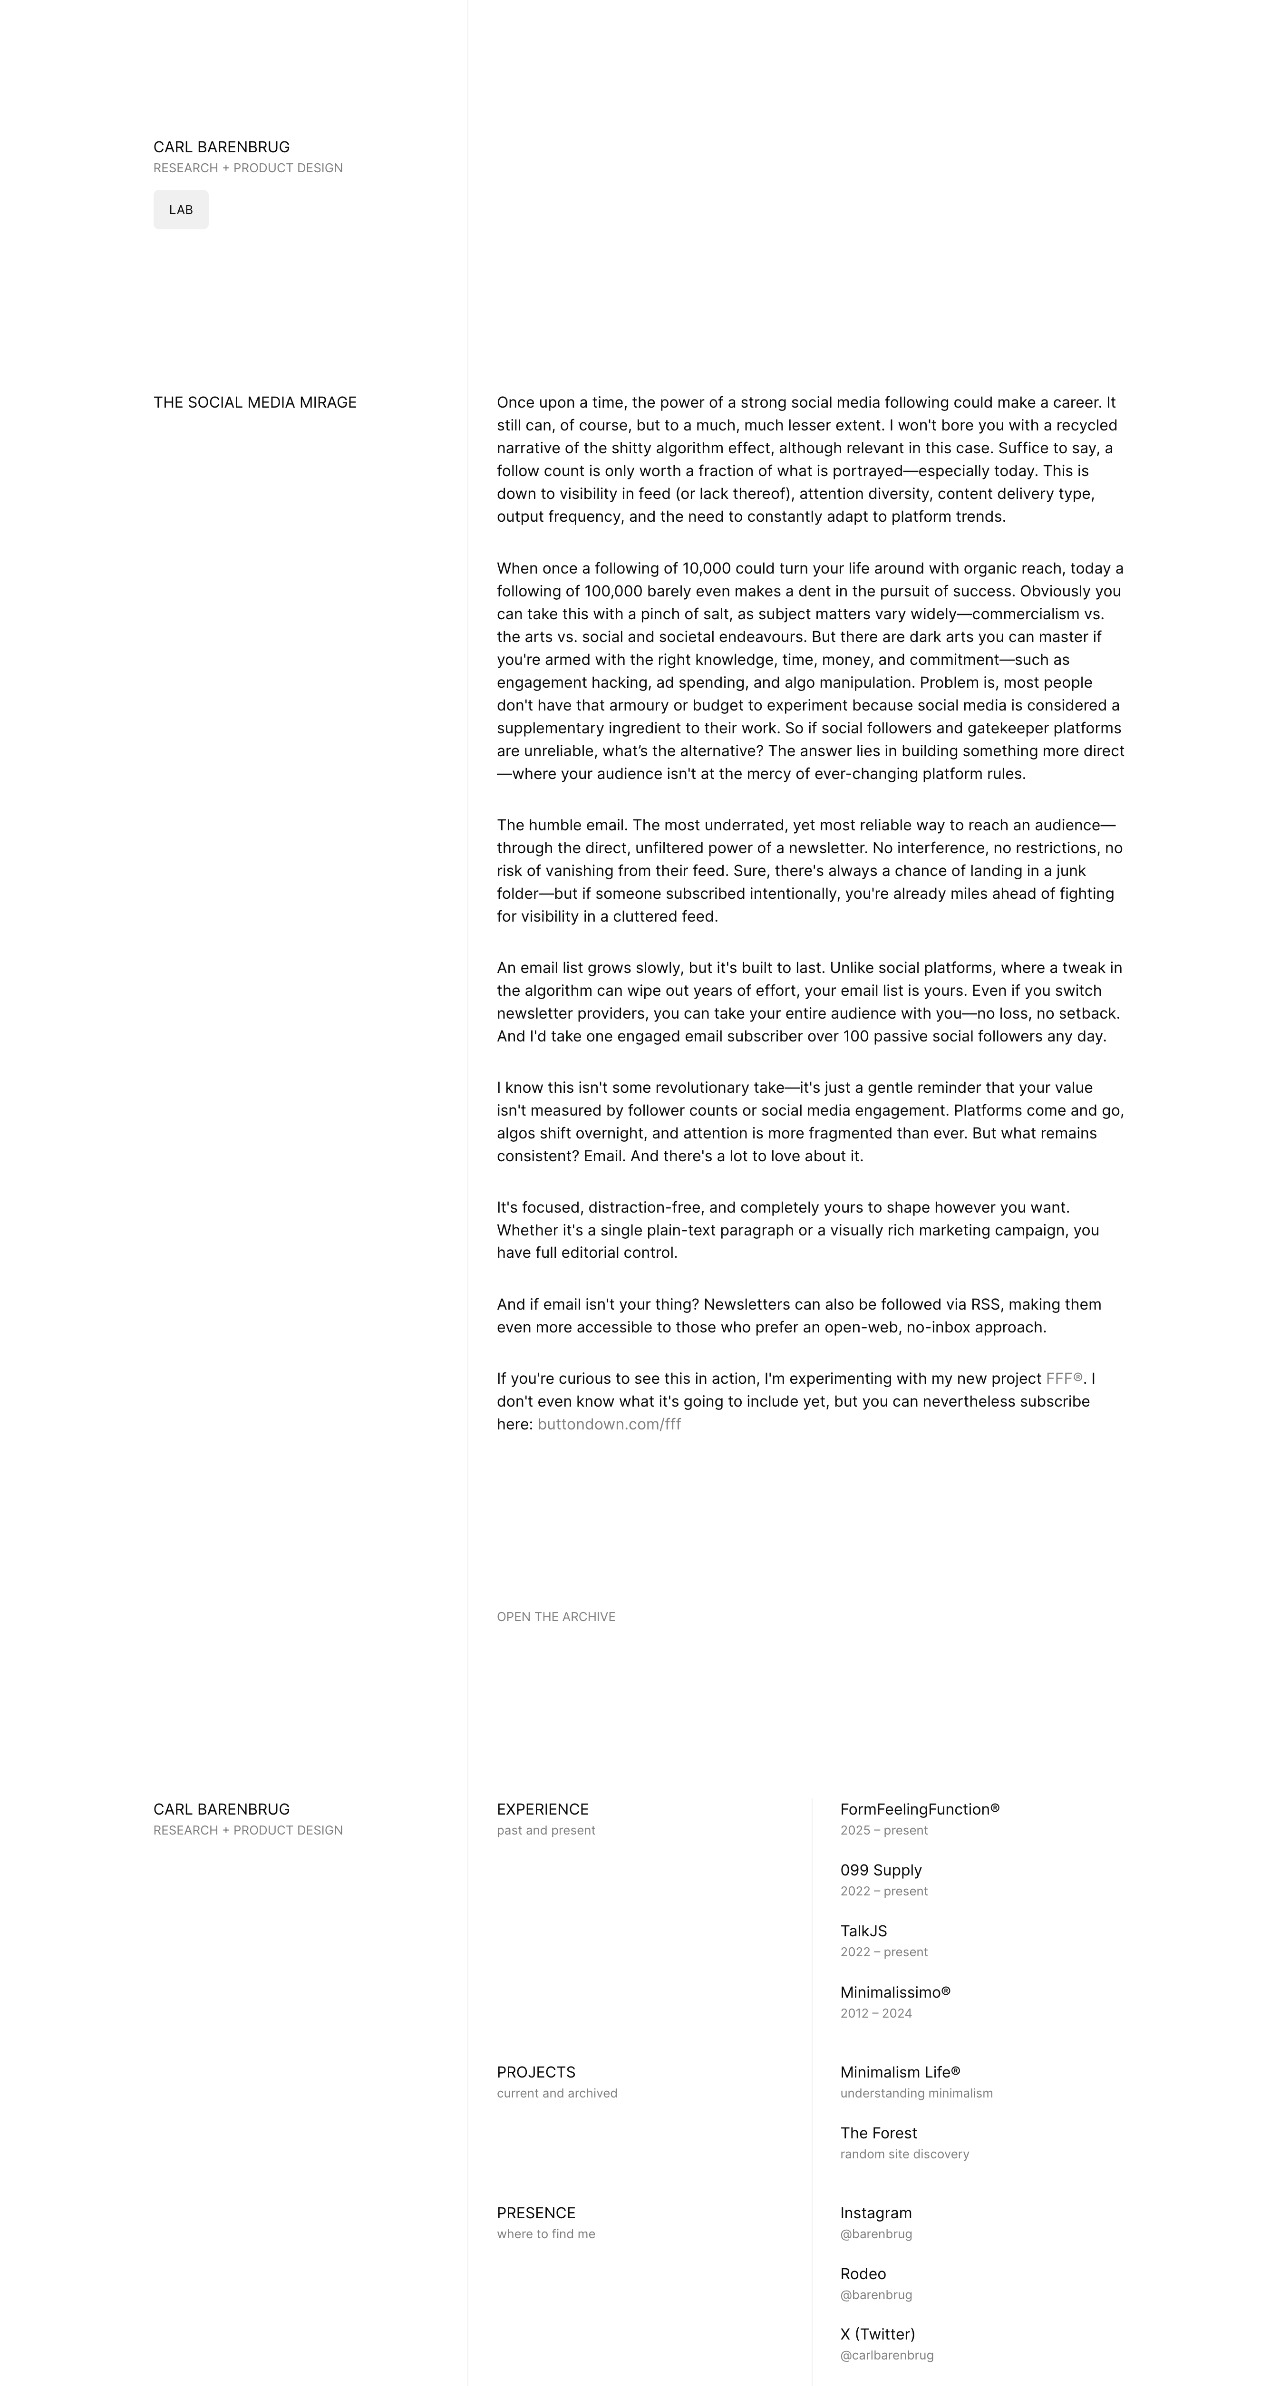 CARL BARENBRUG
RESEARCH + PRODUCT DESIGN
LAB
THE SOCIAL MEDIA MIRAGE
Once upon a time, the power of a strong social media following could make a career. It
still can, of course, but to a much, much lesser extent. I won't bore you with a recycled
narrative of the shitty algorithm effect, although relevant in this case. Suffice to say, a
follow count is only worth a fraction of what is portrayed—especially today. This is
down to visibility in feed (or lack thereof), attention diversity, content delivery type,
output frequency, and the need to constantly adapt to platform trends.
When once a following of 10,000 could turn your life around with organic reach, today a
following of 100,000 barely even makes a dent in the pursuit of success. Obviously you
can take this with a pinch of salt, as subject matters vary widely—commercialism vs.
the arts vs. social and societal endeavours. But there are dark arts you can master if
you're armed with the right knowledge, time, money, and commitment—such as
engagement hacking, ad spending, and algo manipulation. Problem is, most people
don't have that armoury or budget to experiment because social media is considered a
supplementary ingredient to their work. So if social followers and gatekeeper platforms
are unreliable, what’s the alternative? The answer lies in building something more direct
—where your audience isn't at the mercy of ever-changing platform rules.
The humble email. The most underrated, yet most reliable way to reach an audience—
through the direct, unfiltered power of a newsletter. No interference, no restrictions, no
risk of vanishing from their feed. Sure, there's always a chance of landing in a junk
folder—but if someone subscribed intentionally, you're already miles ahead of fighting
for visibility in a cluttered feed.
An email list grows slowly, but it's built to last. Unlike social platforms, where a tweak in
the algorithm can wipe out years of effort, your email list is yours. Even if you switch
newsletter providers, you can take your entire audience with you—no loss, no setback.
And I'd take one engaged email subscriber over 100 passive social followers any day.
I know this isn't some revolutionary take—it's just a gentle reminder that your value
isn't measured by follower counts or social media engagement. Platforms come and go,
algos shift overnight, and attention is more fragmented than ever. But what remains
consistent? Email. And there's a lot to love about it.
It's focused, distraction-free, and completely yours to shape however you want.
Whether it's a single plain-text paragraph or a visually rich marketing campaign, you
have full editorial control.
And if email isn't your thing? Newsletters can also be followed via RSS, making them
even more accessible to those who prefer an open-web, no-inbox approach.
If you're curious to see this in action, I'm experimenting with my new project FFF®. I
don't even know what it's going to include yet, but you can nevertheless subscribe
here: buttondown.com/fff
OPEN THE ARCHIVE
CARL BARENBRUG
RESEARCH + PRODUCT DESIGN
EXPERIENCE
past and present
FormFeelingFunction®
2025 – present
099 Supply
2022 – present
TalkJS
2022 – present
Minimalissimo®
2012 – 2024
PROJECTS
current and archived
Minimalism Life®
understanding minimalism
The Forest
random site discovery
PRESENCE
where to find me
Instagram
@barenbrug
Rodeo
@barenbrug
X (Twitter)
@carlbarenbrug